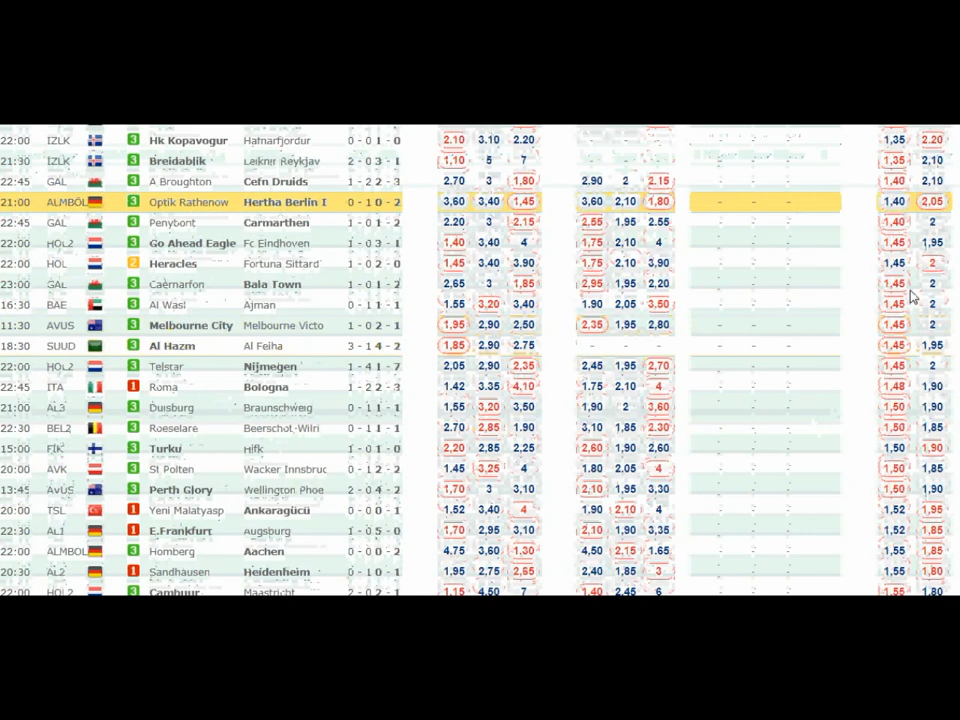 22:00 IZLK 3 Hk Kopavogur Hafnarfjordur 0 - 0 1 - 0 2.10 3.10 2.20 - - - - - - 1,35 2.20
21:30 IZLK 3 Breidablik Leiknir Reykjav 2 - 0 3 - 1 1,10 5 7 - - - 1,35 2,10
22:45 GAL 3 A Broughton Cefn Druids 1 - 2 2 - 3 2.70 3 1,80 2,90 2 2.15 - - - 1,40 2,10
21:00 ALMBÖL 3 Optik Rathenow Hertha Berlin I 0 - 1 0 - 2 3,60 3,40 1,45 3,60 2,10 1,80 - - - 1,40 2,05
22:45 GAL 3 Penybont Carmarthen 0 - 1 1 - 2 2.20 3 2.15 2,55 1,95 2.55 - - - 1,40 2
22:00 HOL2 3 Go Ahead Eagle Fc Eindhoven 1 - 0 3 - 1 1,40 3,40 4 1,75 2,10 4 - - - 1,45 1,95
22:00 HOL 2 Heracles Fortuna Sittard 1 - 0 2 - 0 1,45 3.40 3.90 1,75 2.10 3,90 - - - 1,45 2
23:00 GAL 3 Caernarfon Bala Town 1 - 0 1 - 2 2,65 3 1,85 2,95 1,95 2,20 - - - 1,45 2
16:30 BAE 3 Al Wasl Ajman 0 - 1 1 - 1 1.55 3,20 3,40 1,90 2,05 3,50 - - - 1,45 2
11:30 AVUS 3 Melbourne City Melbourne Victo 1 - 0 2 - 1 1,95 2,90 2,50 2,35 1,95 2,80 - - - 1,45 2
18:30 SUUD 3 Al Hazm Al Feiha 3 - 1 4 - 2 1,85 2.90 2.75 - - - - - - 1,45 1,95
22:00 HOL2 3 Telstar Nijmegen 1 - 4 1 - 7 2,05 2,90 2,35 2,45 1,95 2,70 - - - 1,45 2
22:45 ITA 1 Roma Bologna 1 - 2 2 - 3 1.42 3.35 4,10 1,75 2.10 4 - - - 1,48 1,90
21:00 AL3 3 Duisburg Braunschweig 0 - 1 1 - 1 1,55 3,20 3,50 1,90 2 3,60 - - - 1,50 1,90
22:30 BEL2 3 Roeselare Beerschot-Wilri 0 - 1 1 - 1 2.70 2,85 1.90 3,10 1,85 2.30 - - - 1,50 1,85
15:00 FİK 3 Turku Hifk 1 - 0 1 - 0 2,20 2,85 2,25 2,60 1,90 2,60 - - - 1,50 1,90
20:00 AVK 3 St Polten Wacker Innsbruc 0 - 1 2 - 2 1.45 3,25 4 1.80 2.05 4 - - - 1,50 1,85
13:45 AVUS 3 Perth Glory Wellington Phoe 2 - 0 4 - 2 1,70 3 3,10 2,10 1,95 3,30 - - - 1,50 1,90
20:00 TSL 1 Yeni Malatyasp Ankaragücü 0 - 0 0 - 1 1,52 3,40 4 1,90 2,10 4 - - - 1,52 1,95
22:30 AL1 1 E.Frankfurt Augsburg 3 - 0 5 - 0 1,70 2,95 3,10 2,10 1,90 3,35 - - - 1,52 1,85
22:00 ALMBÖL 3 Homberg Aachen 0 - 0 0 - 2 4.75 3,60 1,30 4,50 2,15 1.65 - - - 1,55 1,85
20:30 AL2 1 Sandhausen Heidenheim 0 - 1 0 - 1 1,95 2,75 2,65 2,40 1,85 3 - - - 1,55 1,80
22:00 HOL2 3 Cambuur Maastricht 2 - 0 2 - 1 1,15 4,50 7 1,40 2,45 6 - - - 1,55 1,80